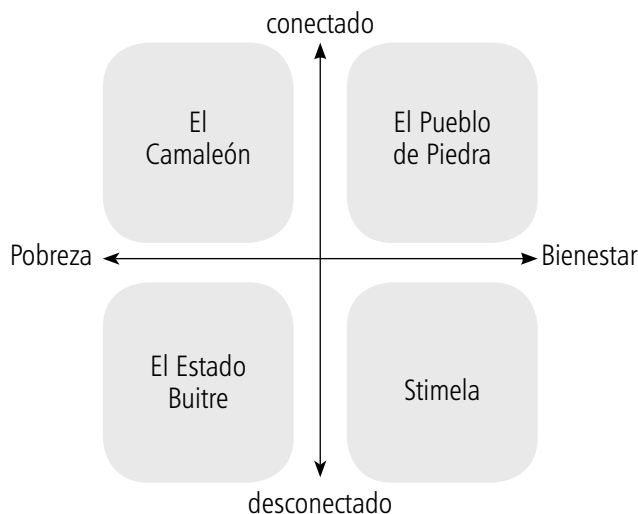 conectado
El
Camaleón
El Pueblo
de Piedra
Pobreza
Bienestar
El Estado
Buitre
Stimela
desconectado